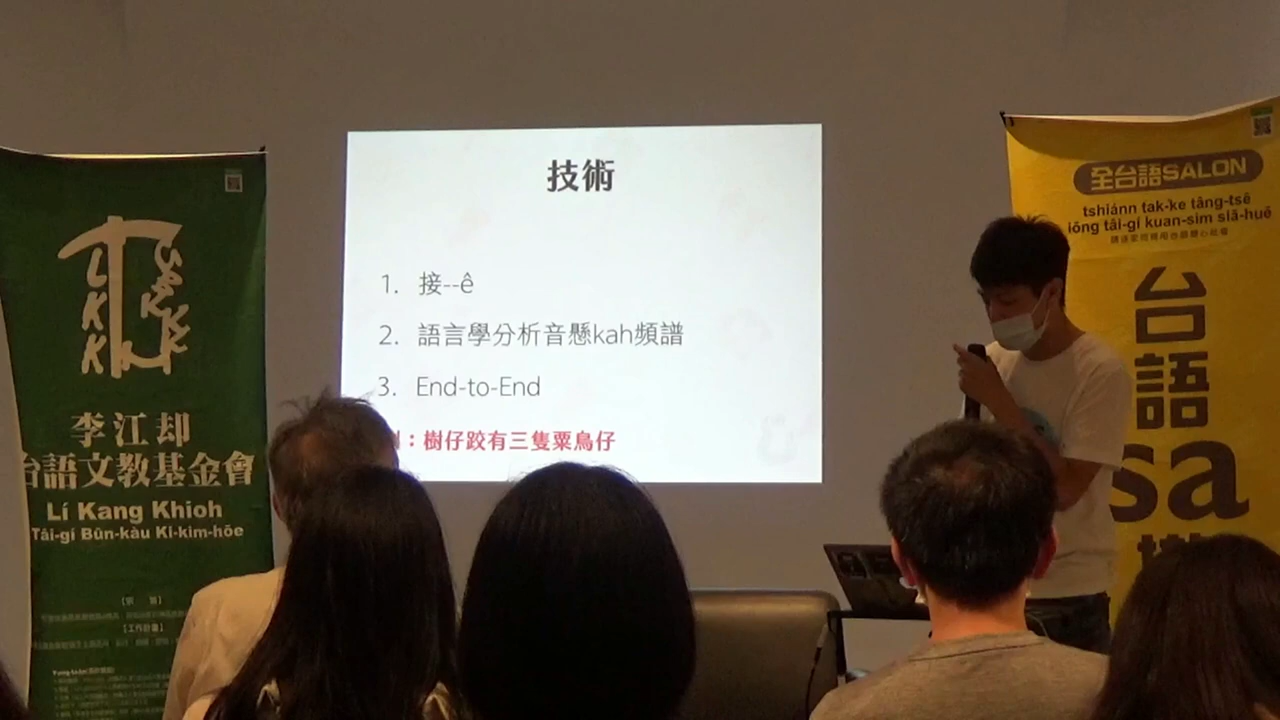 技術
1. 接--ê
2. 語言學分析音懸kah頻譜
3. End-to-End
：樹仔跤有三隻粟鳥仔
李江却
台語文教基金會
Lí Kang Khioh
Tâi-gí Bûn-kàu Ki-kim-hōe
全台語SALON
tshiánn ta̍k-ke tâng-tsê
iōng tâi-gí kuan-sim siā-huē
台語
sa